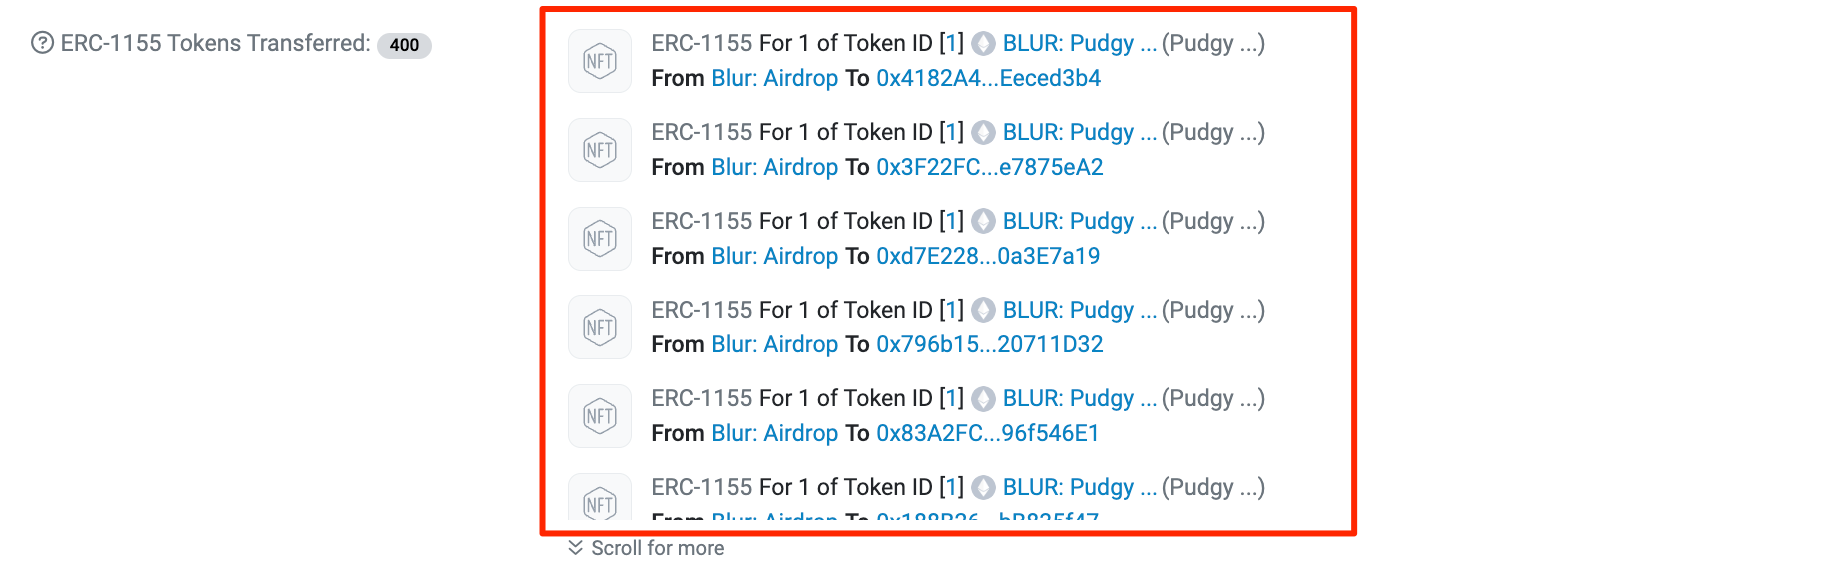 ERC-1155 Tokens Transferred: 400
NFT
ERC-1155 For 1 of Token ID [1] BLUR: Pudgy ... (Pudgy ...)
From Blur: Airdrop To 0x4182A4...Eeced3b4
NFT
ERC-1155 For 1 of Token ID [1] BLUR: Pudgy ... (Pudgy ...)
From Blur: Airdrop To 0x3F22FC...e7875eA2
NFT
ERC-1155 For 1 of Token ID [1] BLUR: Pudgy ... (Pudgy ...)
From Blur: Airdrop To 0xd7E228...0a3E7a19
NFT
ERC-1155 For 1 of Token ID [1] BLUR: Pudgy ... (Pudgy ...)
From Blur: Airdrop To 0x796b15...20711D32
NFT
ERC-1155 For 1 of Token ID [1] BLUR: Pudgy ... (Pudgy ...)
From Blur: Airdrop To 0x83A2FC...96f546E1
NFT
ERC-1155 For 1 of Token ID [1] BLUR: Pudgy ... (Pudgy ...)
From Blur: Airdrop To
Scroll for more